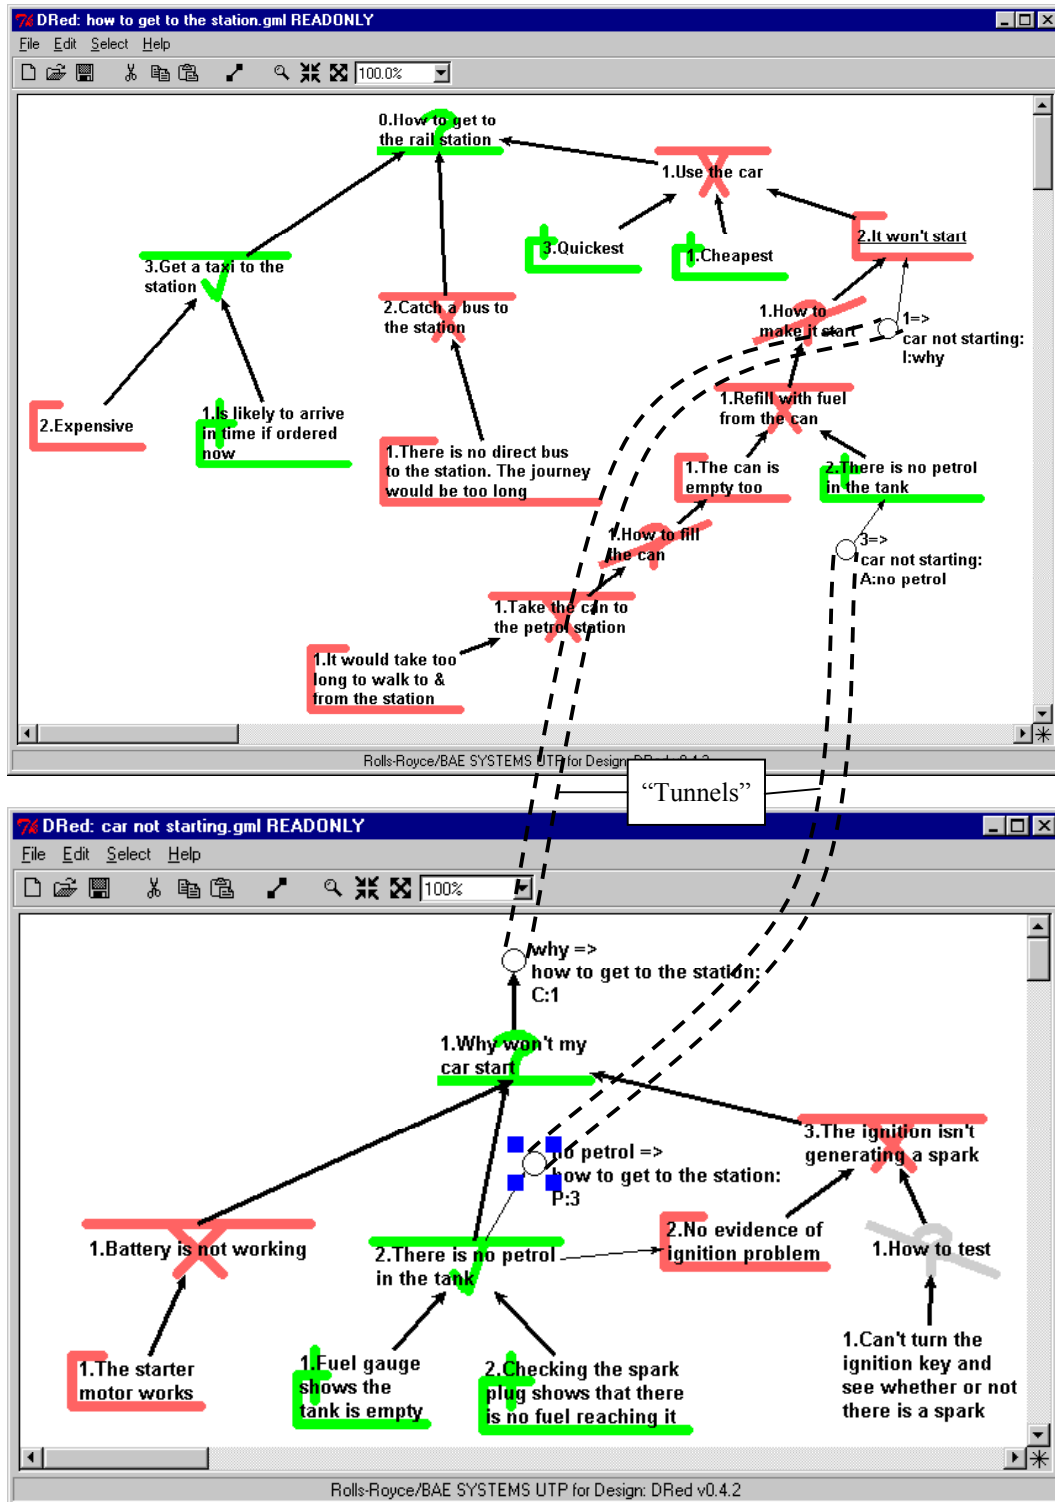 DRed: how to get to the station.gml READONLY
File Edit Select Help
100.0%
0.How to get to
the rail station
1.Use the car
3.Quickest
1.Cheapest
2.It won't start
3.Get a taxi to the
station
2.Catch a bus to
the station
1.How to
make it start
1=>
car not starting:
I:why
2.Expensive
1.Is likely to arrive
in time if ordered
now
1.There is no direct bus
to the station. The journey
would be too long
1.Refill with fuel
from the can
1.The can is
empty too
2.There is no petrol
in the tank
1.How to fill
the can
3=>
car not starting:
A:no petrol
1.Take the can to
the petrol station
1.It would take too
long to walk to &
from the station
Rolls-Royce/BAE SYSTEMS UTP for Design: DRed v0.4.2
“Tunnels”
DRed: car not starting.gml READONLY
File Edit Select Help
100%
why =>
how to get to the station:
C:1
1.Why won't my
car start
no petrol =>
how to get to the station:
P:3
3.The ignition isn't
generating a spark
1.Battery is not working
2.There is no petrol
in the tank
2.No evidence of
ignition problem
1.How to test
1.The starter
motor works
1.Fuel gauge
shows the
tank is empty
2.Checking the spark
plug shows that there
is no fuel reaching it
1.Can't turn the
ignition key and
see whether or not
there is a spark
Rolls-Royce/BAE SYSTEMS UTP for Design: DRed v0.4.2